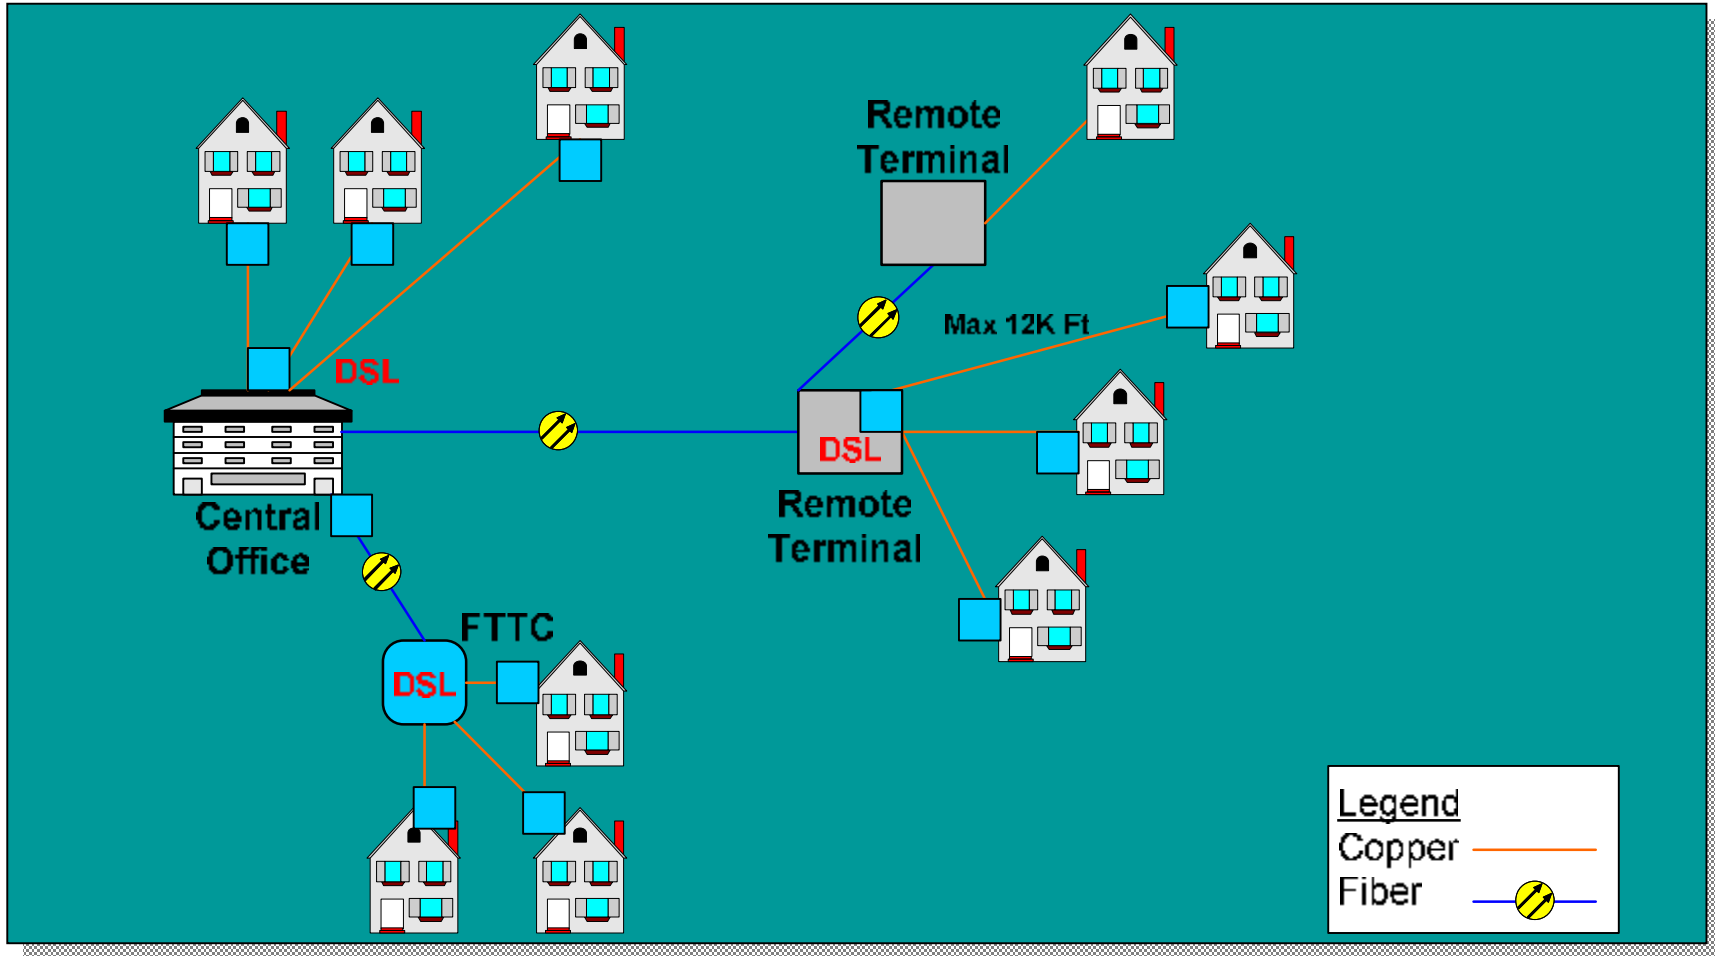 Remote
Terminal
Max 12K Ft
DSL
DSL
Remote
Terminal
Central
Office
FTTC
DSL
Legend
Copper
Fiber